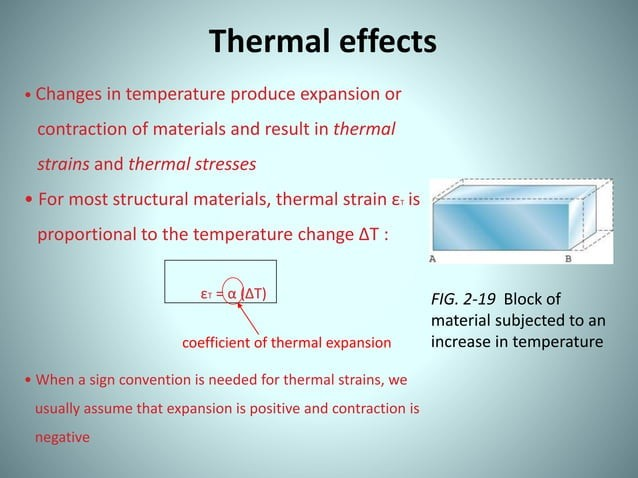 Thermal effects
• Changes in temperature produce expansion or
contraction of materials and result in thermal
strains and thermal stresses
• For most structural materials, thermal strain εT is
proportional to the temperature change ΔT :
εT = α (ΔT)
coefficient of thermal expansion
• When a sign convention is needed for thermal strains, we
usually assume that expansion is positive and contraction is
negative
A B
FIG. 2-19 Block of
material subjected to an
increase in temperature